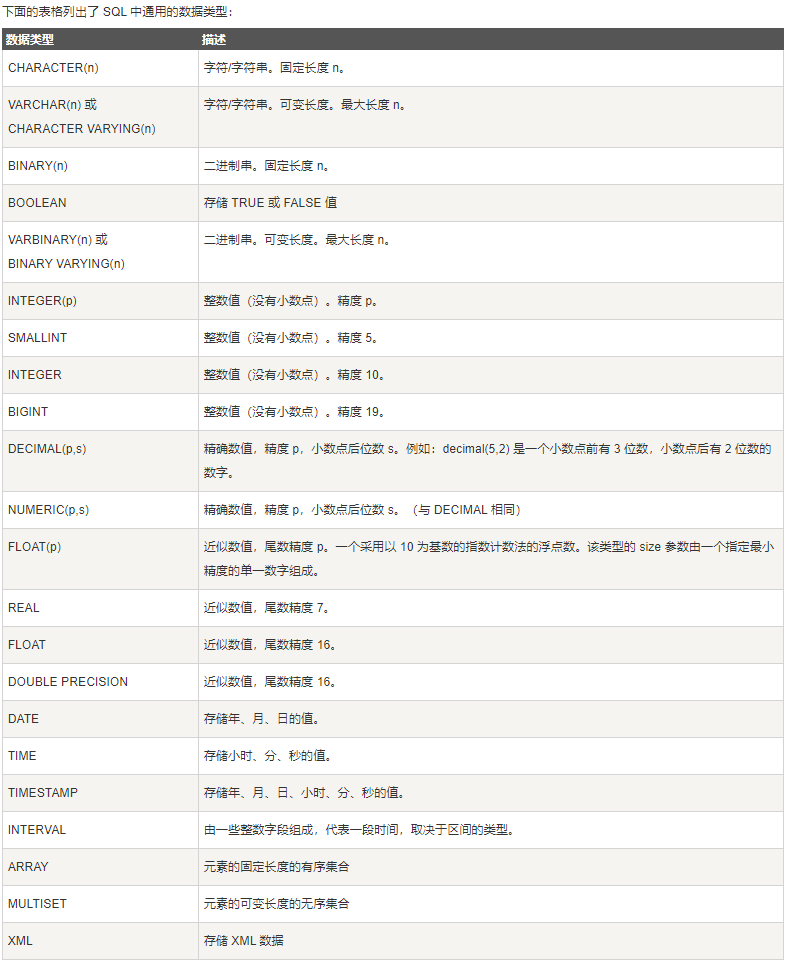 下面的表格列出了 SQL 中通用的数据类型：
数据类型 描述
CHARACTER(n) 字符/字符串。固定长度 n。
VARCHAR(n) 或 字符/字符串。可变长度。最大长度 n。
CHARACTER VARYING(n)
BINARY(n) 二进制串。固定长度 n。
BOOLEAN 存储 TRUE 或 FALSE 值
VARBINARY(n) 或 二进制串。可变长度。最大长度 n。
BINARY VARYING(n)
INTEGER(p) 整数值（没有小数点）。精度 p。
SMALLINT 整数值（没有小数点）。精度 5。
INTEGER 整数值（没有小数点）。精度 10。
BIGINT 整数值（没有小数点）。精度 19。
DECIMAL(p,s) 精确数值，精度 p，小数点后位数 s。例如：decimal(5,2) 是一个小数点前有 3 位数，小数点后有 2 位数的
数字。
NUMERIC(p,s) 精确数值，精度 p，小数点后位数 s。（与 DECIMAL 相同）
FLOAT(p) 近似数值，尾数精度 p。一个采用以 10 为基数的指数计数法的浮点数。该类型的 size 参数由一个指定最小
精度的单一数字组成。
REAL 近似数值，尾数精度 7。
FLOAT 近似数值，尾数精度 16。
DOUBLE PRECISION 近似数值，尾数精度 16。
DATE 存储年、月、日的值。
TIME 存储小时、分、秒的值。
TIMESTAMP 存储年、月、日、小时、分、秒的值。
INTERVAL 由一些整数字段组成，代表一段时间，取决于区间的类型。
ARRAY 元素的固定长度的有序集合
MULTISET 元素的可变长度的无序集合
XML 存储 XML 数据